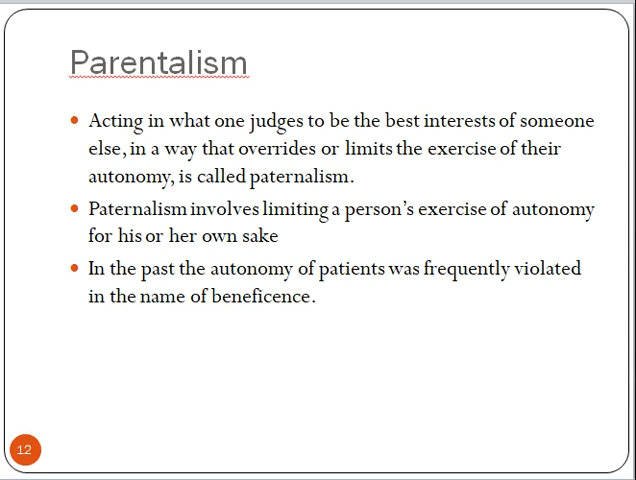 Parentalism
• Acting in what one judges to be the best interests of someone
else, in a way that overrides or limits the exercise of their
autonomy, is called paternalism.
• Paternalism involves limiting a person’s exercise of autonomy
for his or her own sake
• In the past the autonomy of patients was frequently violated
in the name of beneficence.
12